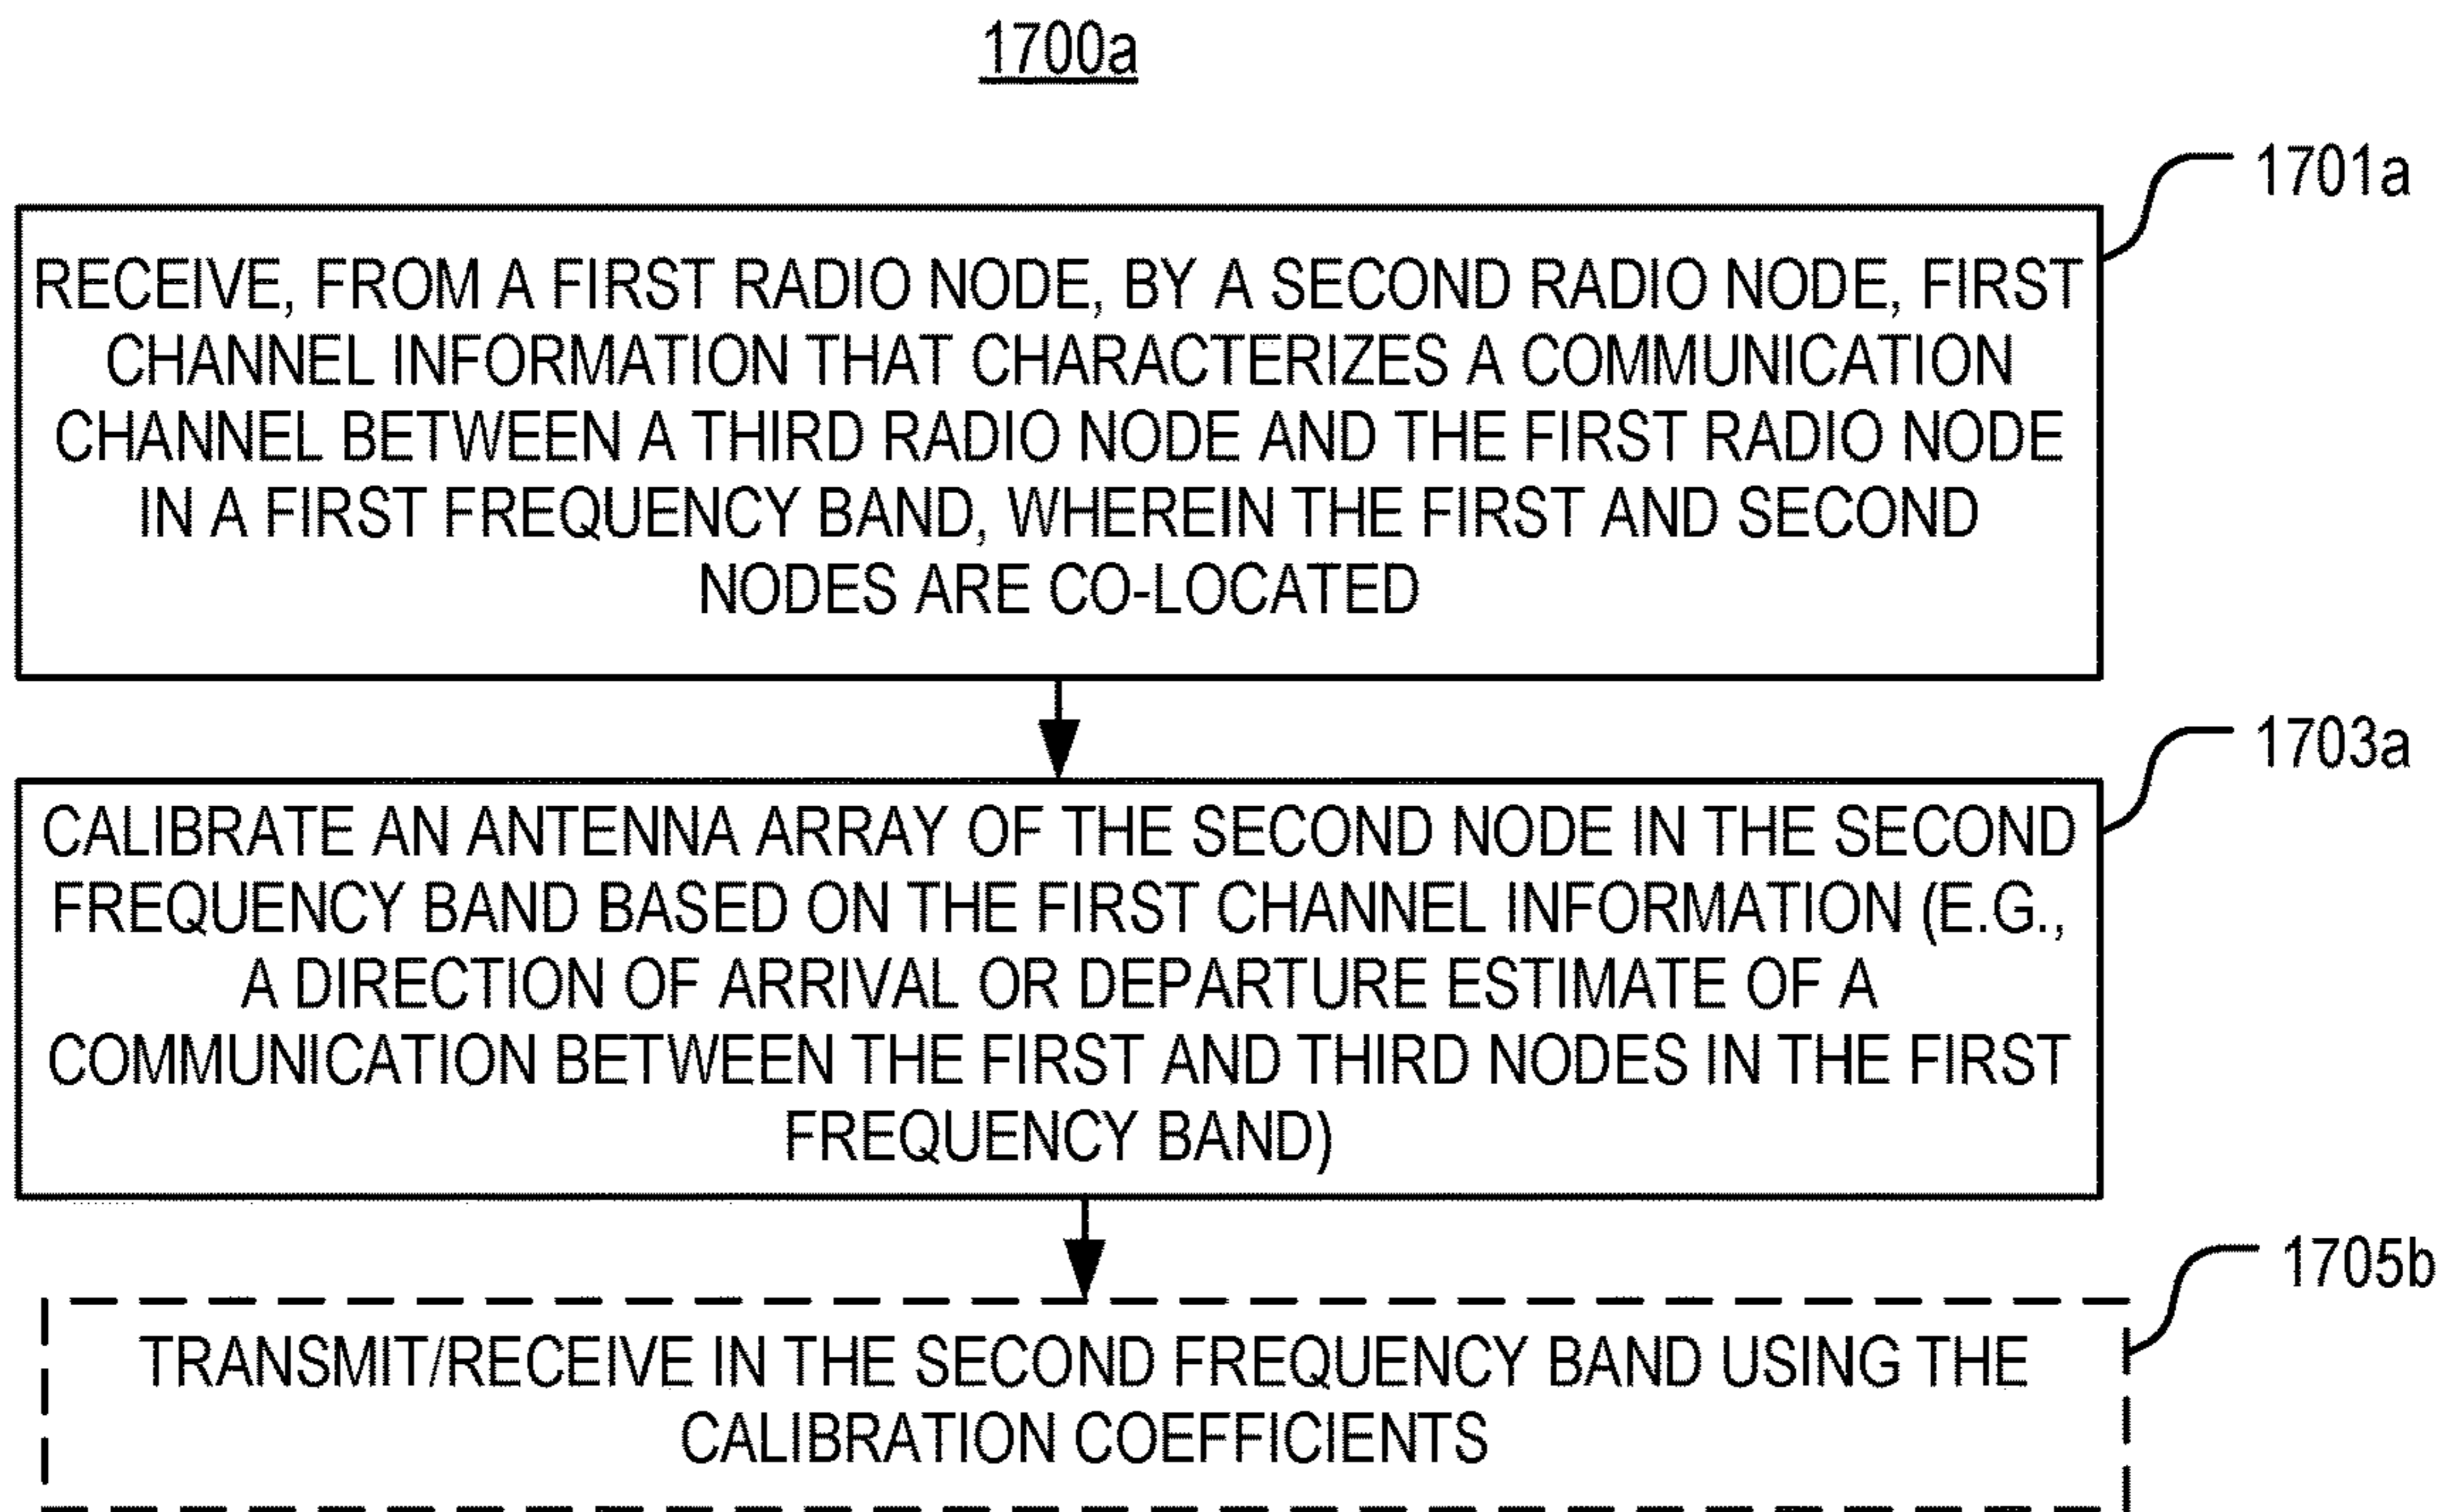 1700a
1701a
RECEIVE, FROM A FIRST RADIO NODE, BY A SECOND RADIO NODE, FIRST
CHANNEL INFORMATION THAT CHARACTERIZES A COMMUNICATION
CHANNEL BETWEEN A THIRD RADIO NODE AND THE FIRST RADIO NODE
IN A FIRST FREQUENCY BAND, WHEREIN THE FIRST AND SECOND
NODES ARE CO-LOCATED
1703a
CALIBRATE AN ANTENNA ARRAY OF THE SECOND NODE IN THE SECOND
FREQUENCY BAND BASED ON THE FIRST CHANNEL INFORMATION (E.G.,
A DIRECTION OF ARRIVAL OR DEPARTURE ESTIMATE OF A
COMMUNICATION BETWEEN THE FIRST AND THIRD NODES IN THE FIRST
FREQUENCY BAND)
1705b
TRANSMIT/RECEIVE IN THE SECOND FREQUENCY BAND USING THE
CALIBRATION COEFFICIENTS